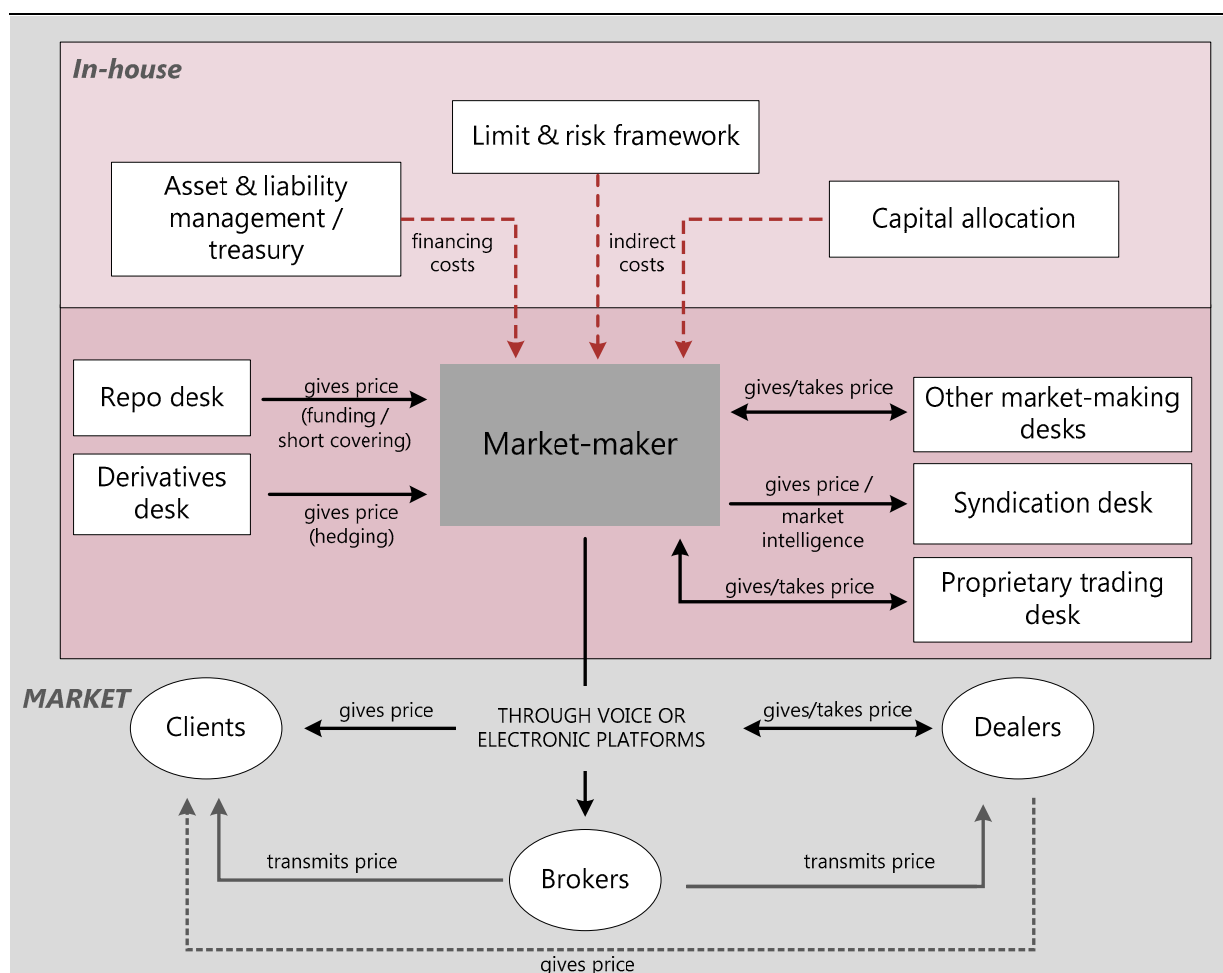 In-house
Limit & risk framework
Asset & liability
management /
treasury
Capital allocation
financing
costs
indirect
costs
Repo desk
gives price
(funding /
short covering)
Derivatives
desk
gives price
(hedging)
Market-maker
gives/takes price
Other market-making
desks
gives price /
market
intelligence
Syndication desk
gives/takes price
Proprietary trading
desk
MARKET
Clients
gives price
THROUGH VOICE OR
ELECTRONIC PLATFORMS
gives/takes price
Dealers
transmits price
Brokers
transmits price
gives price